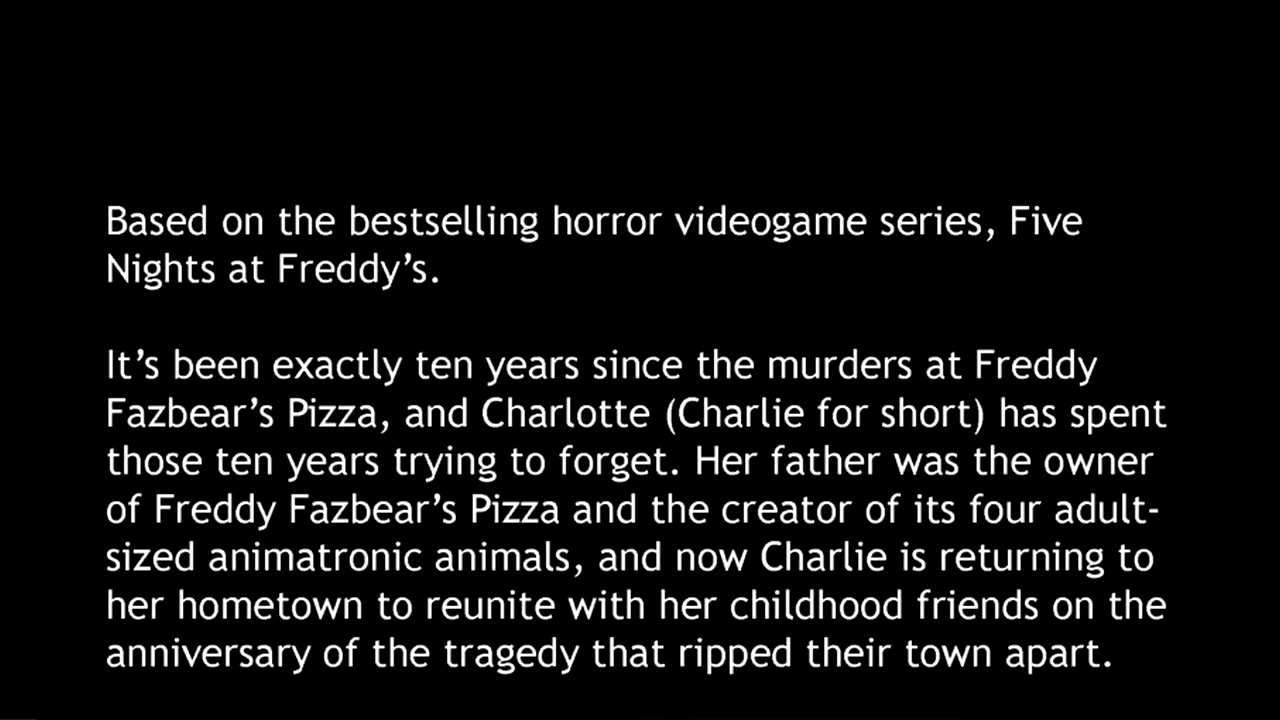 Based on the bestselling horror videogame series, Five
Nights at Freddy’s.
It’s been exactly ten years since the murders at Freddy
Fazbear’s Pizza, and Charlotte (Charlie for short) has spent
those ten years trying to forget. Her father was the owner
of Freddy Fazbear’s Pizza and the creator of its four adult-
sized animatronic animals, and now Charlie is returning to
her hometown to reunite with her childhood friends on the
anniversary of the tragedy that ripped their town apart.